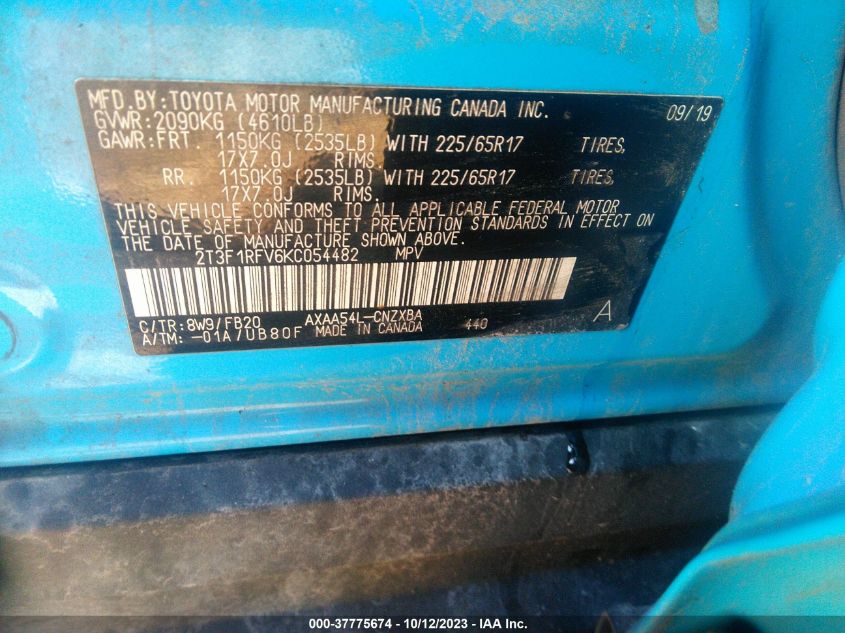 MFD.BY:TOYOTA MOTOR MANUFACTURING CANADA INC. 09/19
GVWR:2090KG (4610LB)
GAWR:FRT. 1150KG (2535LB) WITH 225/65R17 TIRES,
17X7.0J RIMS.
RR. 1150KG (2535LB) WITH 225/65R17 TIRES,
17X7.0J RIMS.
THIS VEHICLE CONFORMS TO ALL APPLICABLE FEDERAL MOTOR
VEHICLE SAFETY AND THEFT PREVENTION STANDARDS IN EFFECT ON
THE DATE OF MANUFACTURE SHOWN ABOVE.
2T3F1RFV6KC054482 MPV
C/TR:8W9/FB20 AXAA54L-CNZXBA 440 A
A/TM:-01A/UB80F MADE IN CANADA
000-37775674 - 10/12/2023 - IAA Inc.